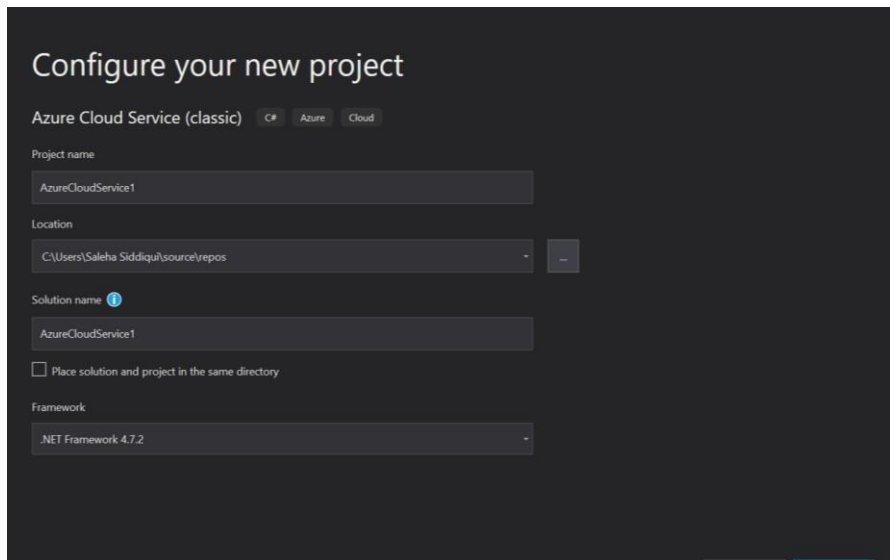 Configure your new project
Azure Cloud Service (classic) C# Azure Cloud
Project name
AzureCloudService1
Location
C:\Users\Saleha Siddiqui\source\repos
...
Solution name
AzureCloudService1
Place solution and project in the same directory
Framework
.NET Framework 4.7.2